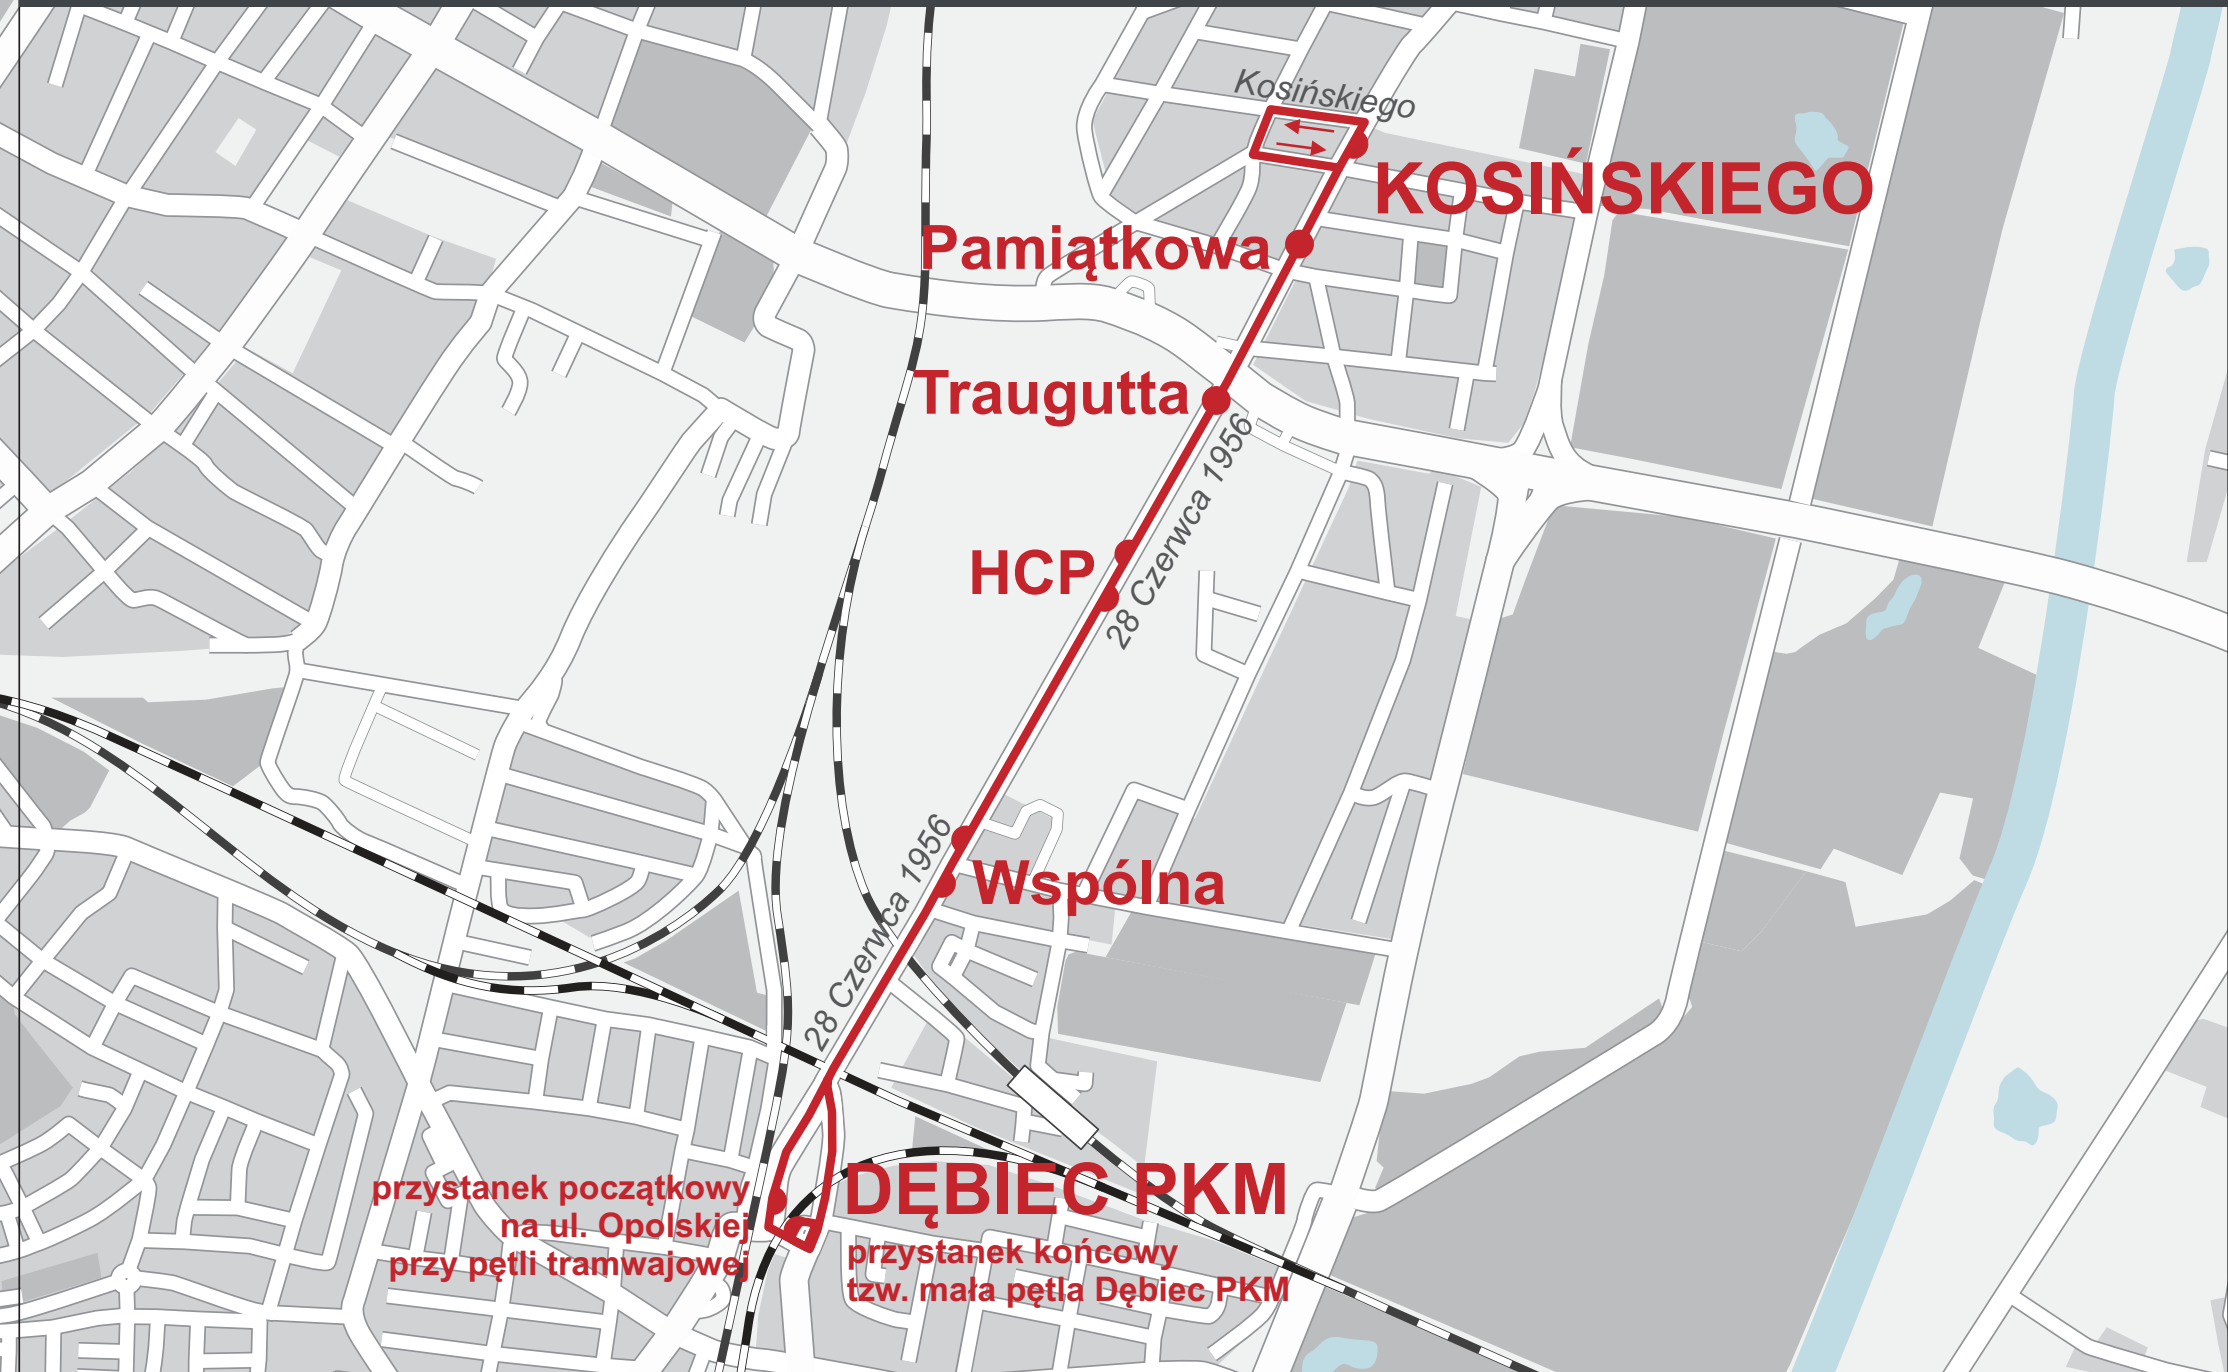 Kosińskiego
KOSIŃSKIEGO
Pamiątkowa
Traugutta
28 Czerwca 1956
HCP
28 Czerwca 1956
Wspólna
DĘBIEC PKM
przystanek początkowy
na ul. Opolskiej
przy pętli tramwajowej
przystanek końcowy
tzw. mała pętla Dębiec PKM